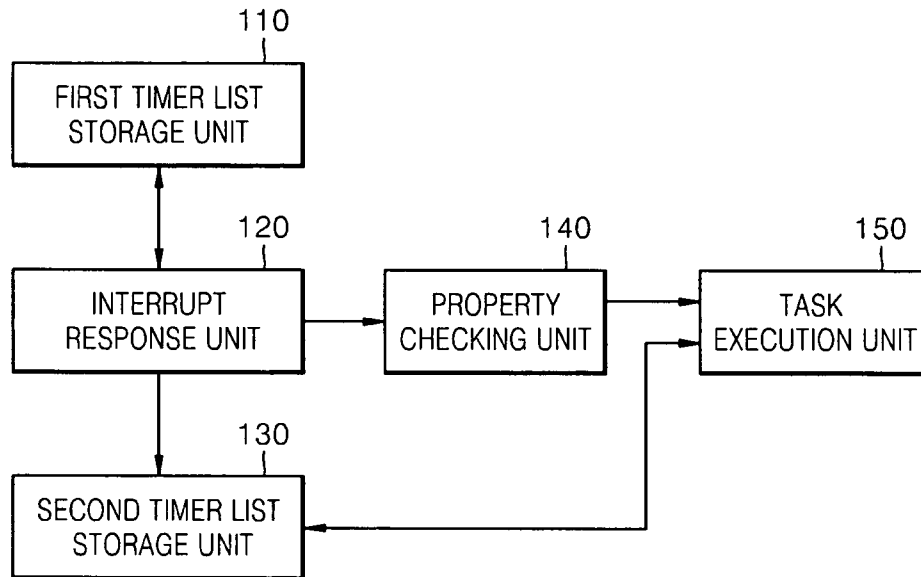 110
FIRST TIMER LIST
STORAGE UNIT
120
INTERRUPT
RESPONSE UNIT
140
PROPERTY
CHECKING UNIT
150
TASK
EXECUTION UNIT
130
SECOND TIMER LIST
STORAGE UNIT